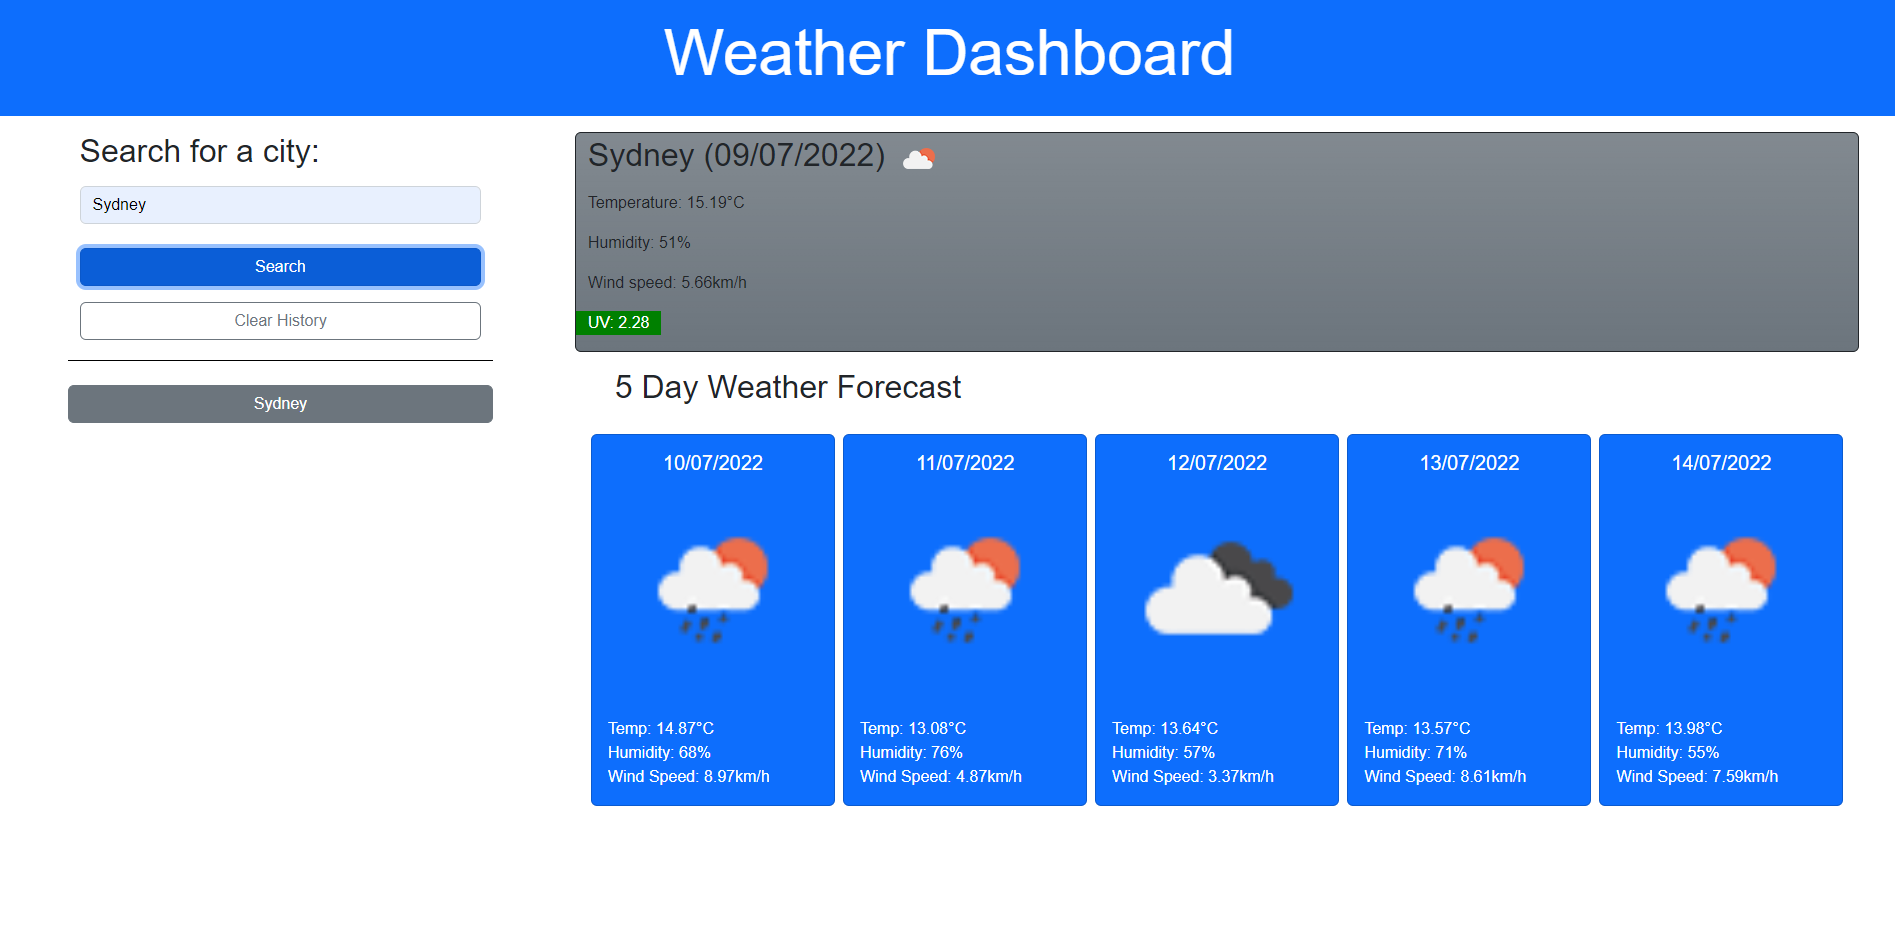 Weather Dashboard
Search for a city:
Sydney
Search
Clear History
Sydney
Sydney (09/07/2022)
Temperature: 15.19°C
Humidity: 51%
Wind speed: 5.66km/h
UV: 2.28
5 Day Weather Forecast
10/07/2022
Temp: 14.87°C
Humidity: 68%
Wind Speed: 8.97km/h
11/07/2022
Temp: 13.08°C
Humidity: 76%
Wind Speed: 4.87km/h
12/07/2022
Temp: 13.64°C
Humidity: 57%
Wind Speed: 3.37km/h
13/07/2022
Temp: 13.57°C
Humidity: 71%
Wind Speed: 8.61km/h
14/07/2022
Temp: 13.98°C
Humidity: 55%
Wind Speed: 7.59km/h